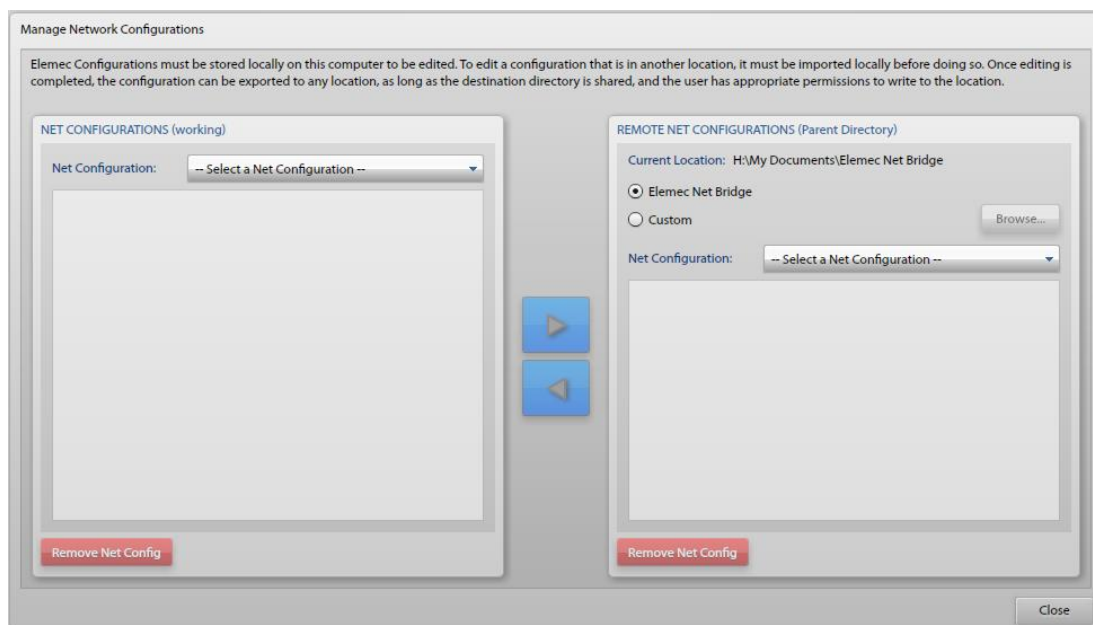 Manage Network Configurations
Elemec Configurations must be stored locally on this computer to be edited. To edit a configuration that is in another location, it must be imported locally before doing so. Once editing is
completed, the configuration can be exported to any location, as long as the destination directory is shared, and the user has appropriate permissions to write to the location.
NET CONFIGURATIONS (working)
Net Configuration: -- Select a Net Configuration --
Remove Net Config
REMOTE NET CONFIGURATIONS (Parent Directory)
Current Location: H:\My Documents\Elemec Net Bridge
Elemec Net Bridge
Custom
Browse...
Net Configuration: -- Select a Net Configuration --
Remove Net Config
Close